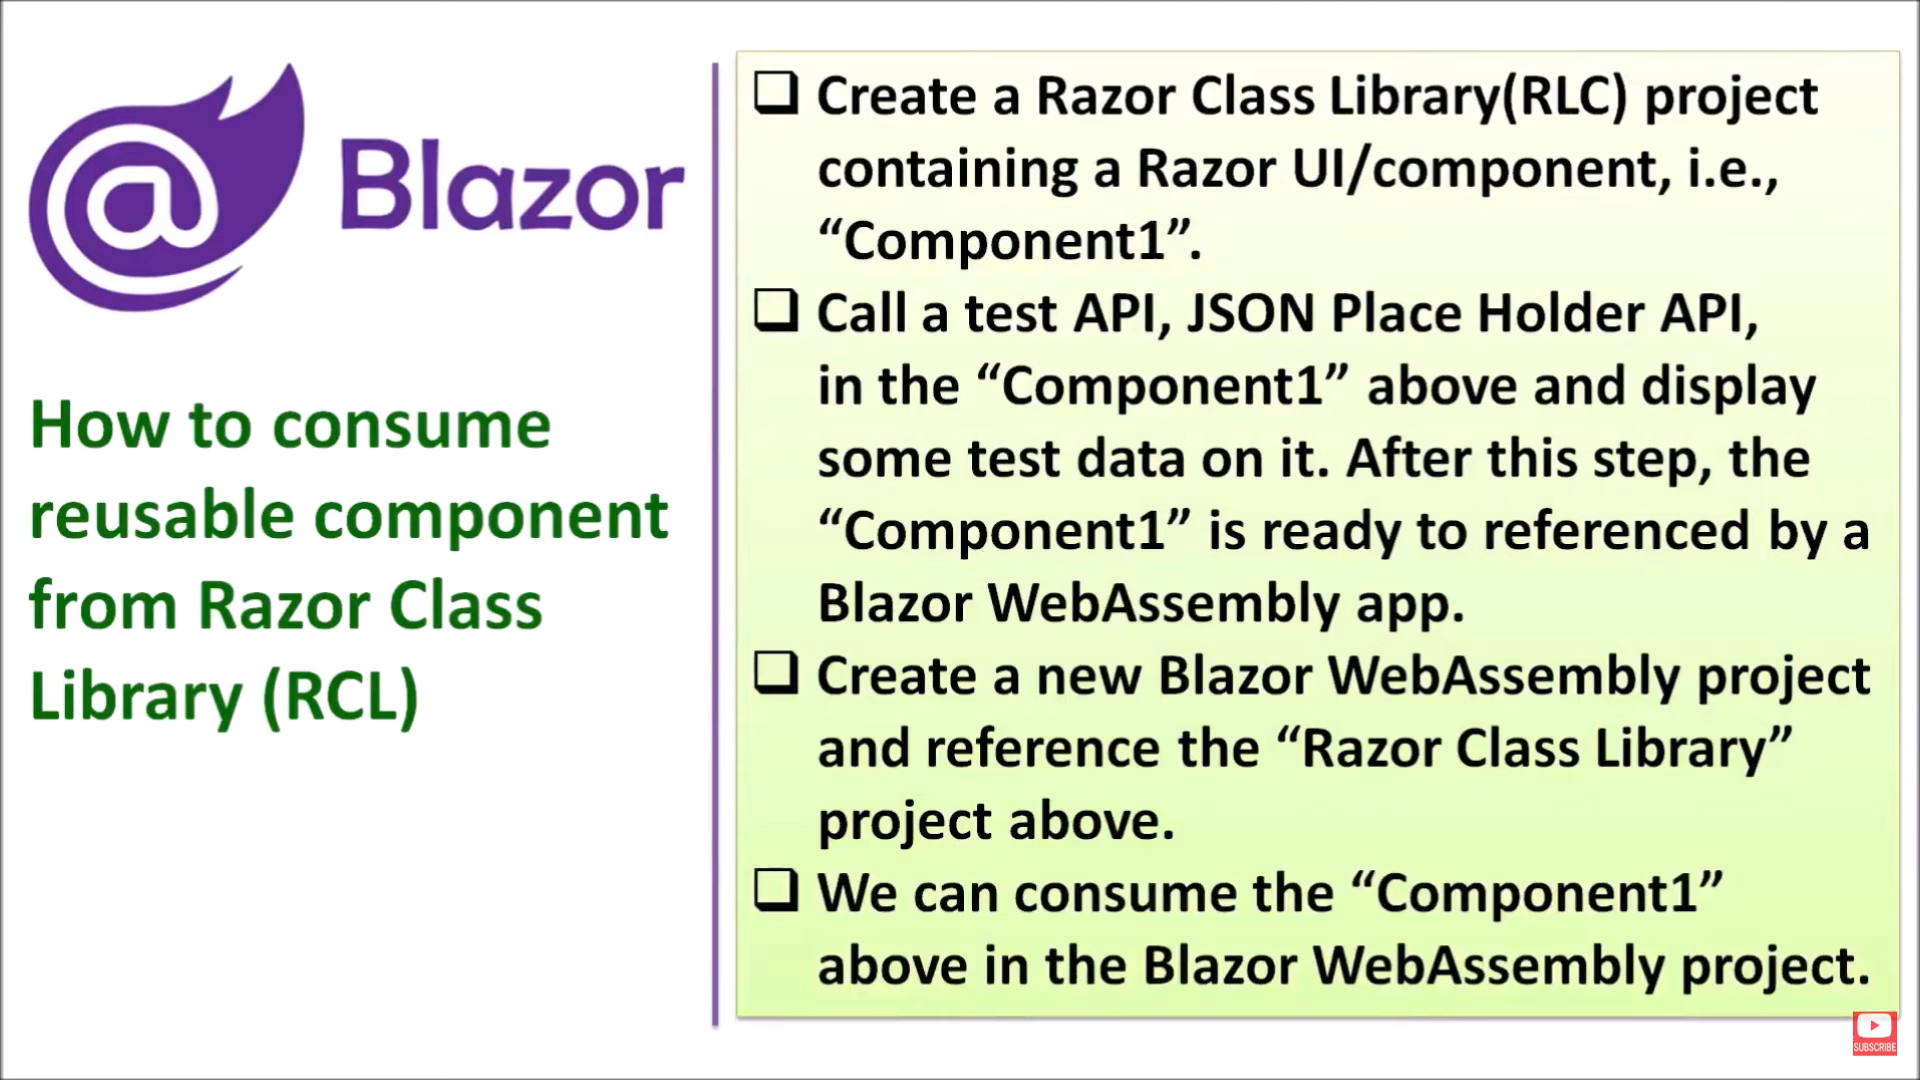 Blazor
How to consume
reusable component
from Razor Class
Library (RCL)
Create a Razor Class Library(RLC) project
containing a Razor UI/component, i.e.,
“Component1”.
Call a test API, JSON Place Holder API,
in the “Component1” above and display
some test data on it. After this step, the
“Component1” is ready to referenced by a
Blazor WebAssembly app.
Create a new Blazor WebAssembly project
and reference the “Razor Class Library”
project above.
We can consume the “Component1”
above in the Blazor WebAssembly project.
SUBSCRIBE